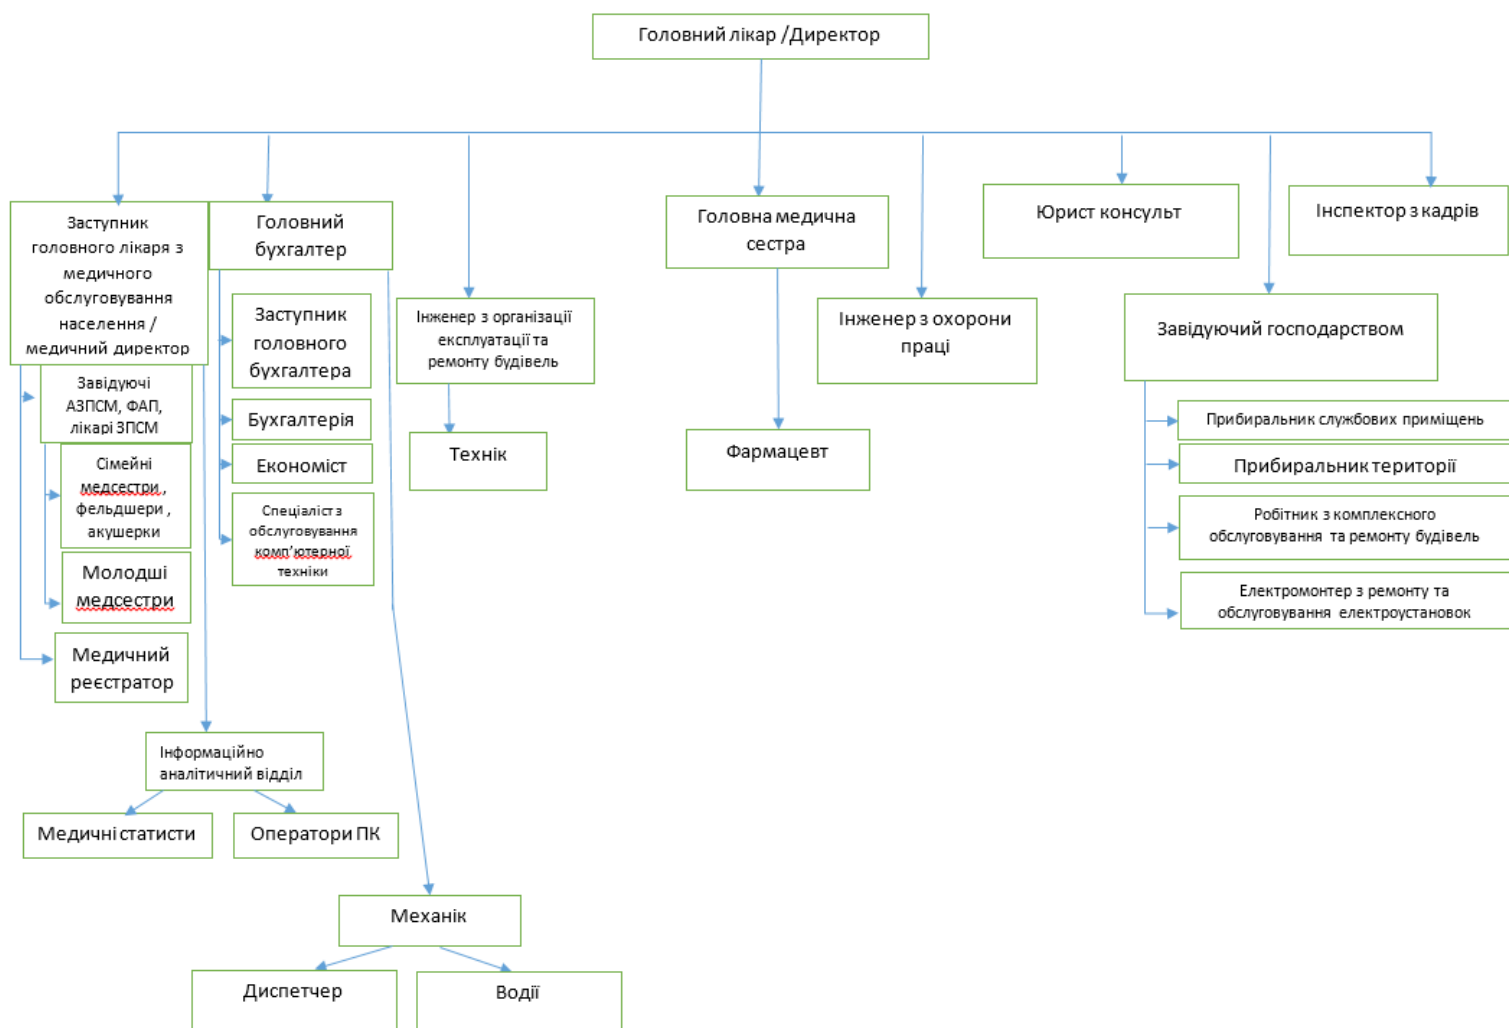 Головний лікар /Директор
Заступник
головного лікаря з
медичного
обслуговування
населення /
медичний директор
Головний
бухгалтер
Інженер з організації
експлуатації та
ремонту будівель
Головна медична
сестра
Інженер з охорони
праці
Юрист консульт
Завідуючий господарством
Інспектор з кадрів
Завідуючі
АЗПСМ, ФАП,
лікарі ЗПСМ
Сімейні
медсестри ,
фельдшери ,
акушерки
Молодші
медсестри
Медичний
реєстратор
Інформаційно
аналітичний відділ
Медичні статисти
Оператори ПК
Заступник
головного
бухгалтера
Бухгалтерія
Економіст
Спеціаліст з
обслуговування
комп'ютерної
техніки
Механік
Диспетчер
Водії
Технік
Фармацевт
Прибиральник службових приміщень
Прибиральник території
Робітник з комплексного
обслуговування та ремонту будівель
Електромонтер з ремонту та
обслуговування електроустановок